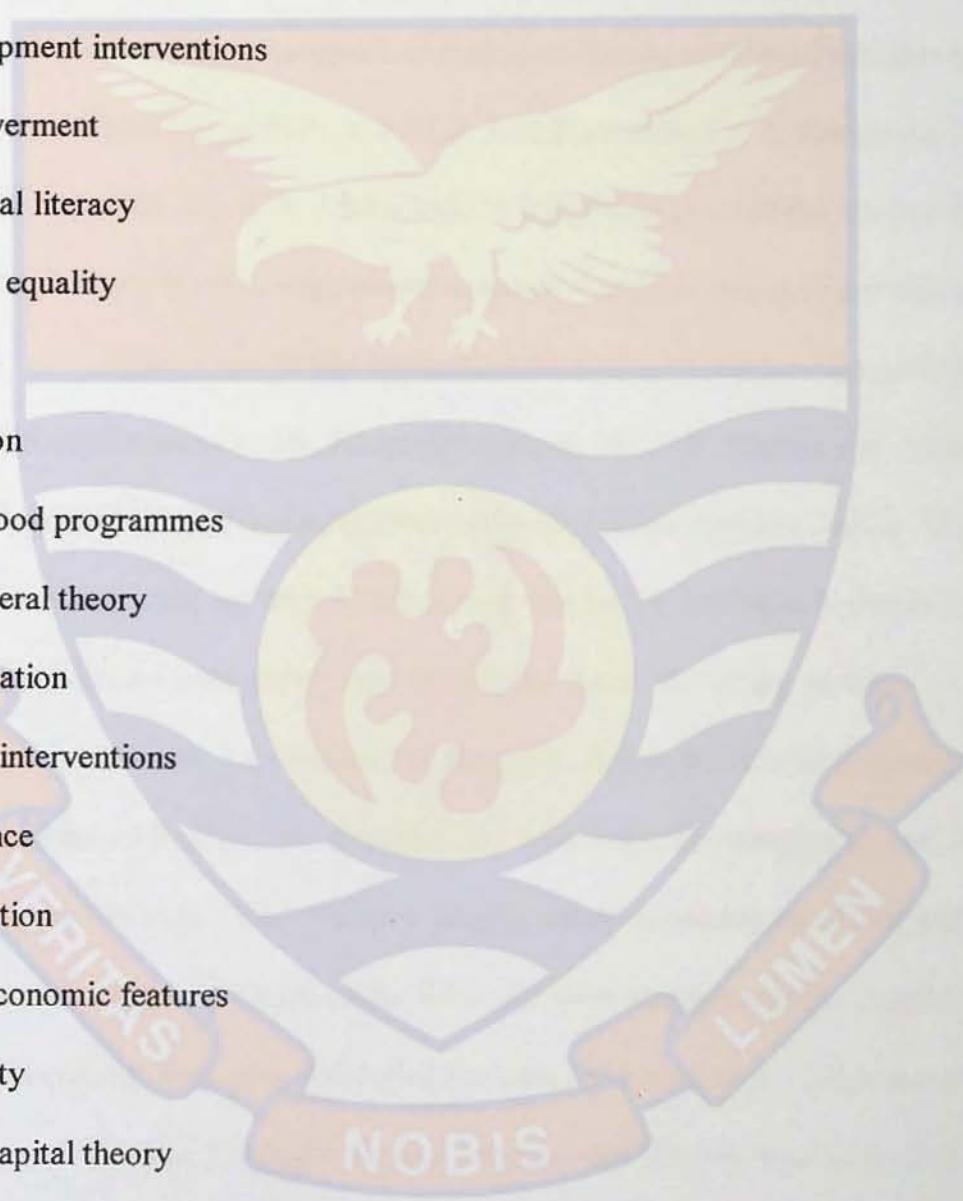 pment interventions
verment
al literacy
equality
on
ood programmes
eral theory
ation
interventions
nce
tion
conomic features
ty
apital theory
VERITAS
NOBIS
LUMEN